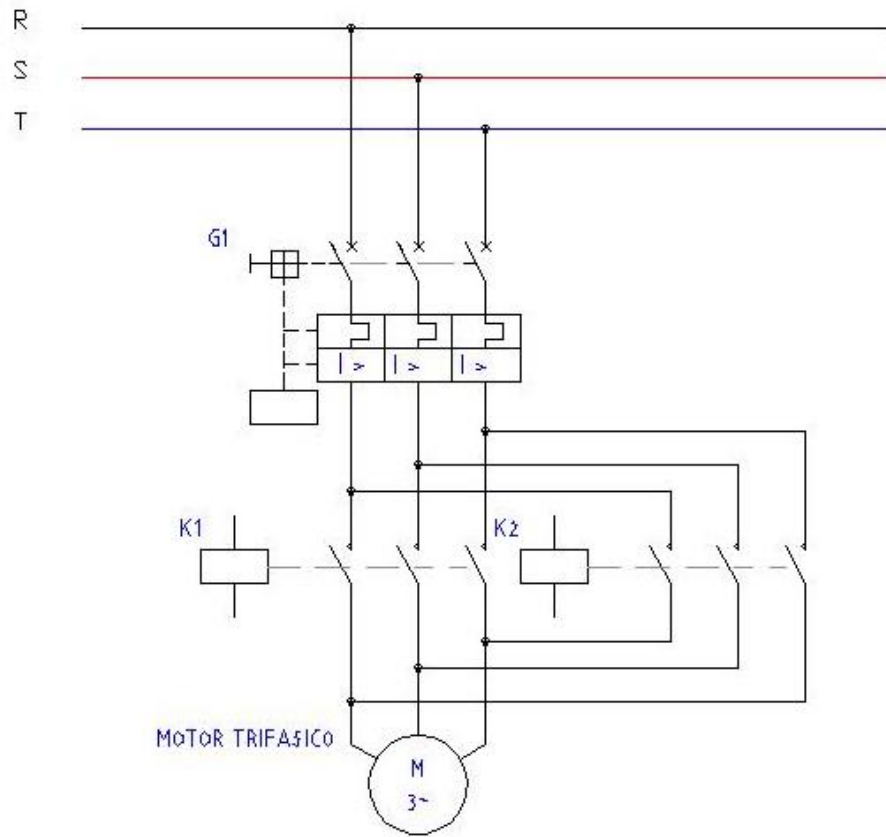 R
S
T
G1
I > I > I >
K1
K2
MOTOR TRIFASICO
M
3~